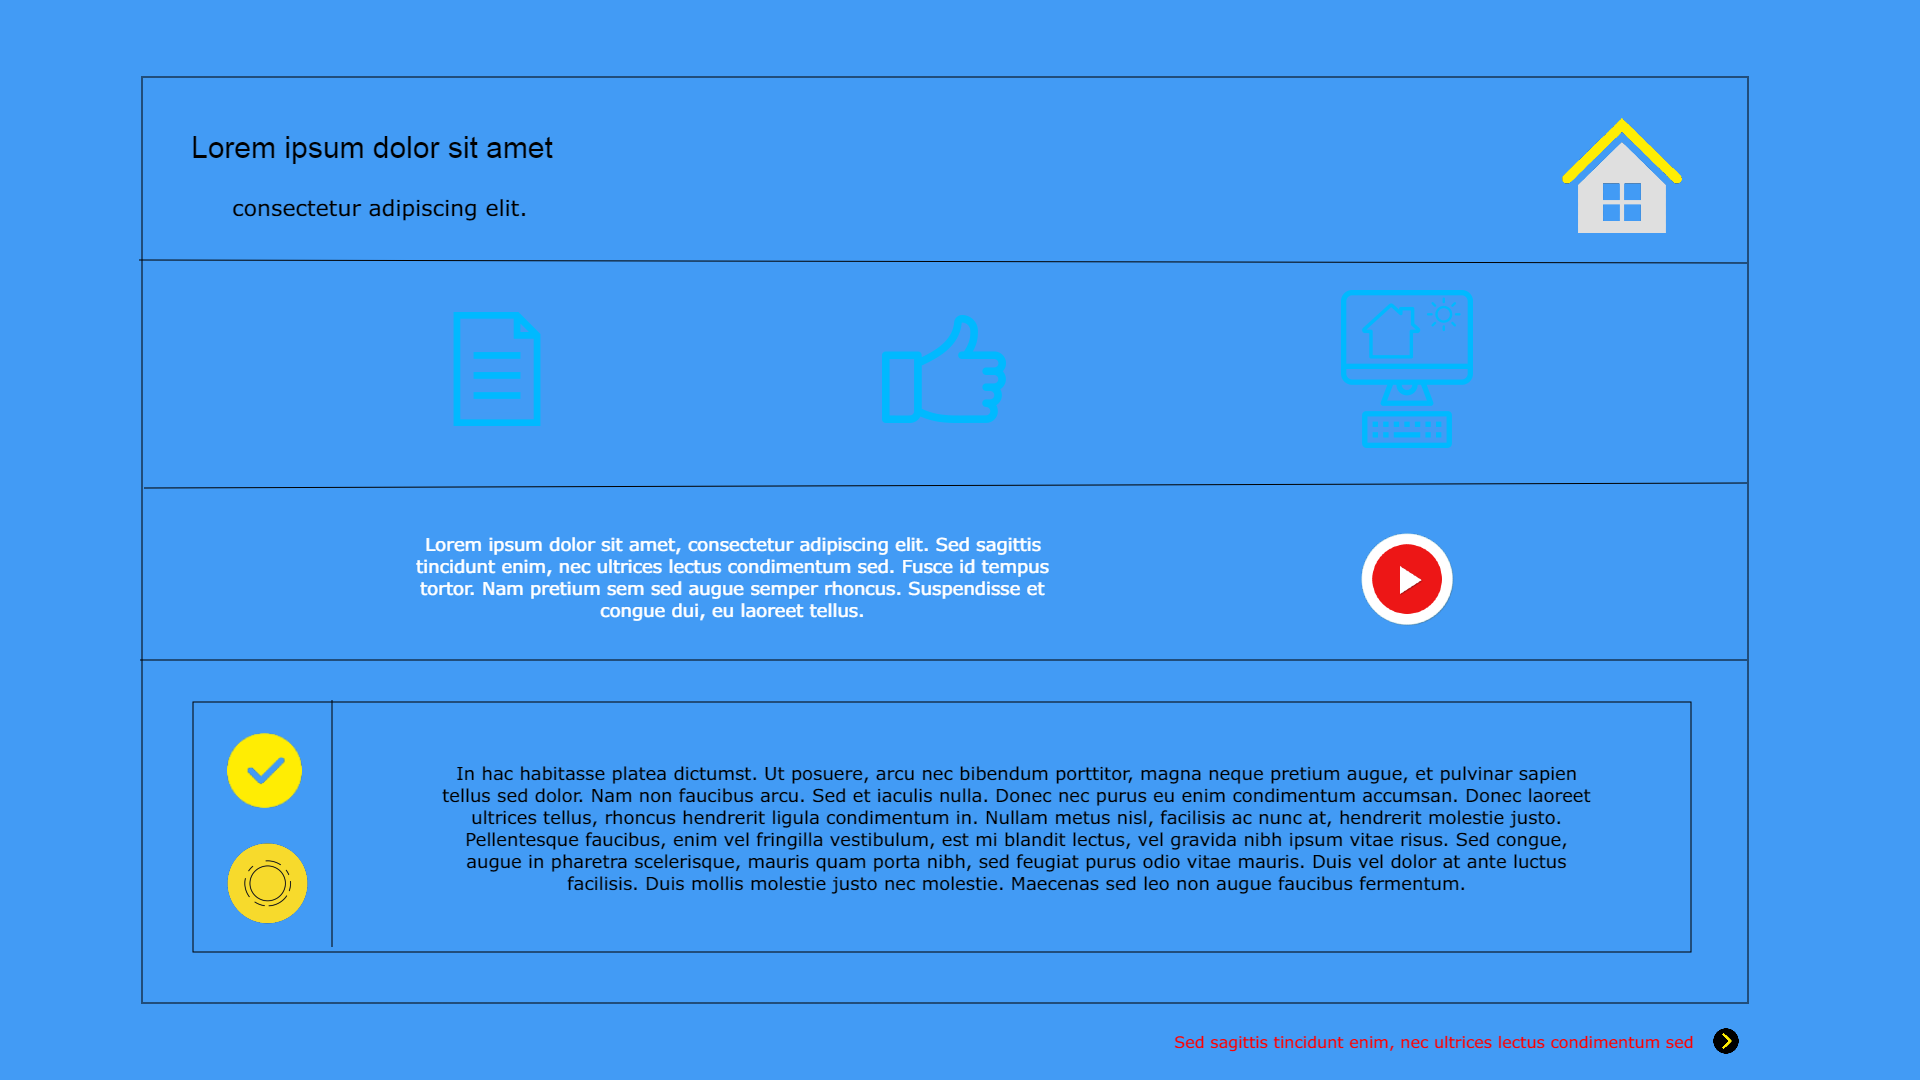 Lorem ipsum dolor sit amet
consectetur adipiscing elit.
Lorem ipsum dolor sit amet, consectetur adipiscing elit. Sed sagittis
tincidunt enim, nec ultrices lectus condimentum sed. Fusce id tempus
tortor. Nam pretium sem sed augue semper rhoncus. Suspendisse et
congue dui, eu laoreet tellus.
In hac habitasse platea dictumst. Ut posuere, arcu nec bibendum porttitor, magna neque pretium augue, et pulvinar sapien
tellus sed dolor. Nam non faucibus arcu. Sed et iaculis nulla. Donec nec purus eu enim condimentum accumsan. Donec laoreet
ultrices tellus, rhoncus hendrerit ligula condimentum in. Nullam metus nisl, facilisis ac nunc at, hendrerit molestie justo.
Pellentesque faucibus, enim vel fringilla vestibulum, est mi blandit lectus, vel gravida nibh ipsum vitae risus. Sed congue,
augue in pharetra scelerisque, mauris quam porta nibh, sed feugiat purus odio vitae mauris. Duis vel dolor at ante luctus
facilisis. Duis mollis molestie justo nec molestie. Maecenas sed leo non augue faucibus fermentum.
Sed sagittis tincidunt enim, nec ultrices lectus condimentum sed